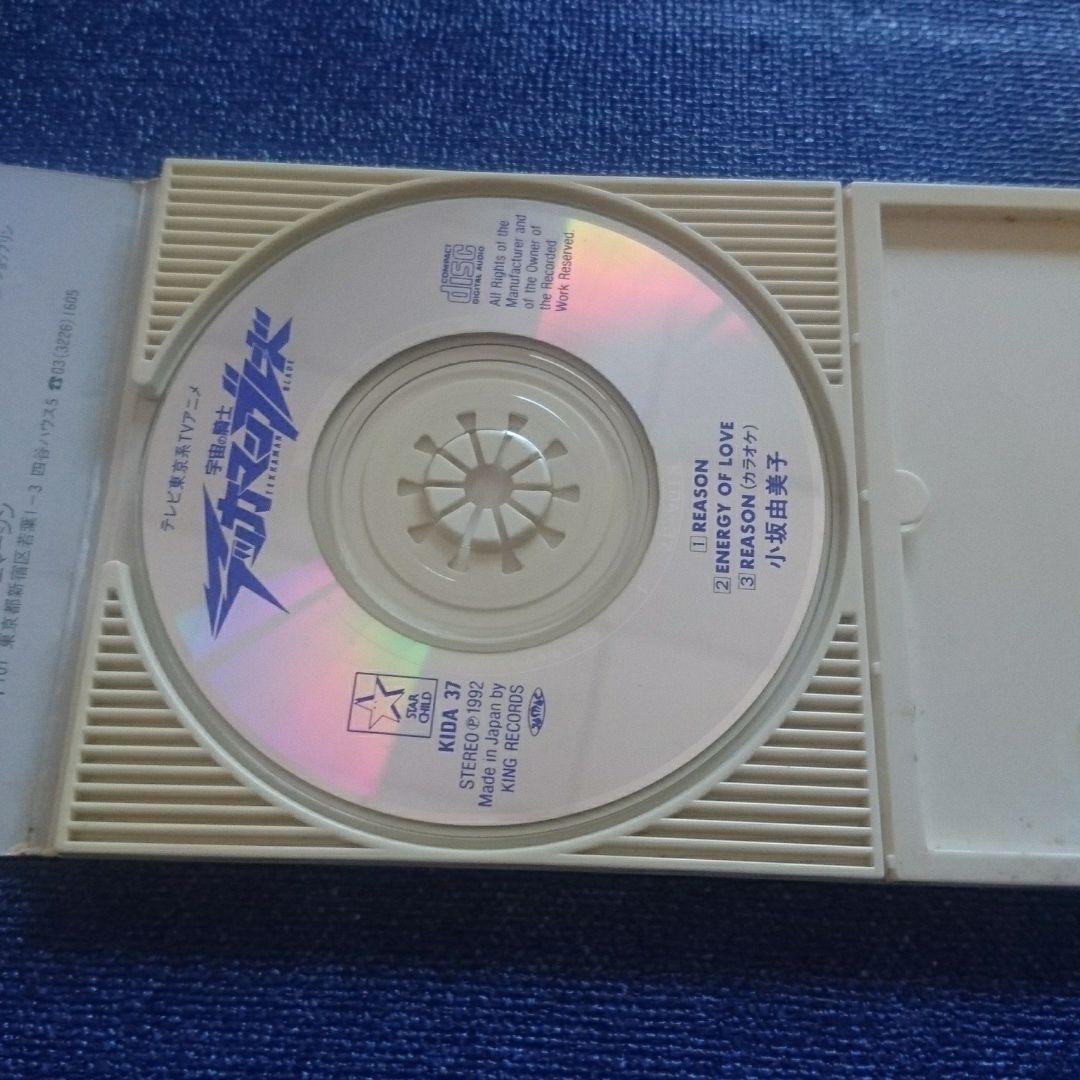 テレビ東京系TVアニメ
宇宙の騎士
テッカマンブレード
TEKKAMAN BLADE
COMPACT
disc
DIGITAL AUDIO
All Rights of the
Manufacturer and
of the Owner of
the Recorded
Work Reserved.
STAR
CHILD
KIDA 37
STEREO Ⓟ1992
Made in Japan by
KING RECORDS
1 REASON
2 ENERGY OF LOVE
3 REASON (カラオケ)
小坂由美子
東京都新宿区若葉1-3 四谷ハウス5 ☎03(3226)1605